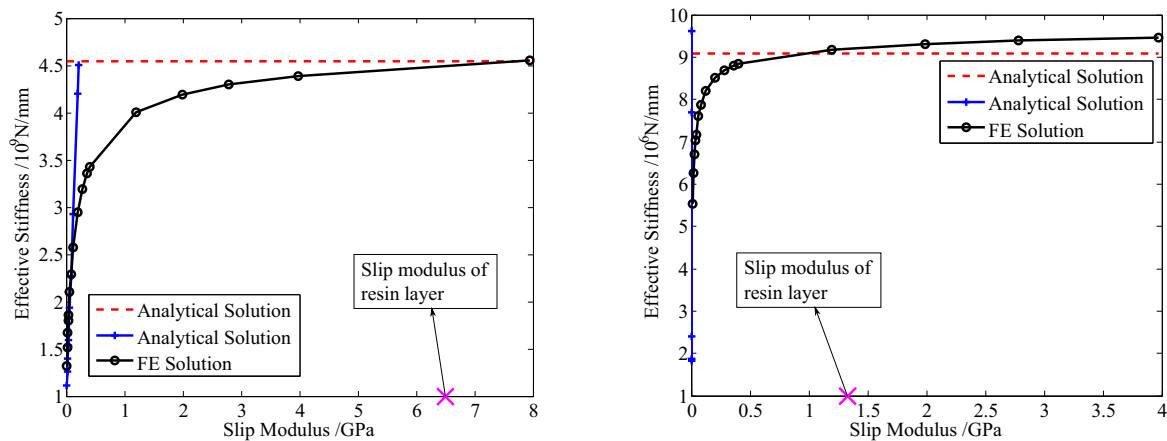 5
4.5
4
3.5
3
2.5
2
1.5
1
0 1 2 3 4 5 6 7 8
Effective Stiffness /10⁹N/mm
Slip Modulus /GPa
Slip modulus of
resin layer
Analytical Solution
Analytical Solution
FE Solution
10
9
8
7
6
5
4
3
2
1
0 0.5 1 1.5 2 2.5 3 3.5 4
Effective Stiffness /10⁶N/mm
Slip Modulus /GPa
Analytical Solution
Analytical Solution
FE Solution
Slip modulus of
resin layer